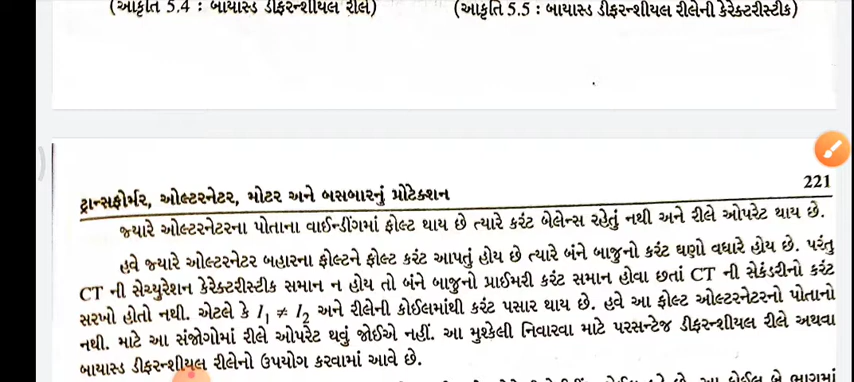 (આકૃતિ 5.4 : બાયાસ્ડ ડીફરન્શીયલ રીલે)
(આકૃતિ 5.5 : બાયાસ્ડ ડીફરન્શીયલ રીલેની કેરેક્ટરીસ્ટીક)
ટ્રાન્સફોર્મર, ઓલ્ટરનેટર, મોટર અને બસબારનું પ્રોટેક્શન
221
જ્યારે ઓલ્ટરનેટરના પોતાના વાઈન્ડીંગમાં ફોલ્ટ થાય છે ત્યારે કરંટ બેલેન્સ રહેતું નથી અને રીલે ઓપરેટ થાય છે.
હવે જ્યારે ઓલ્ટરનેટર બહારના ફોલ્ટને ફોલ્ટ કરંટ આપતું હોય છે ત્યારે બંને બાજુનો કરંટ ઘણો વધારે હોય છે. પરંતુ
CT ની સેચ્યુરેશન કેરેક્ટરીસ્ટીક સમાન ન હોય તો બંને બાજુનો પ્રાઈમરી કરંટ સમાન હોવા છતાં CT ની સેકંડરીનો કરંટ
સરખો હોતો નથી. એટલે કે I₁ ≠ I₂ અને રીલેની કોઈલમાંથી કરંટ પસાર થાય છે. હવે આ ફોલ્ટ ઓલ્ટરનેટરનો પોતાનો
નથી. માટે આ સંજોગોમાં રીલે ઓપરેટ થવું જોઈએ નહીં. આ મુશ્કેલી નિવારવા માટે પરસન્ટેજ ડીફરન્શીયલ રીલે અથવા
બાયાસ્ડ ડીફરન્શીયલ રીલેનો ઉપયોગ કરવામાં આવે છે.